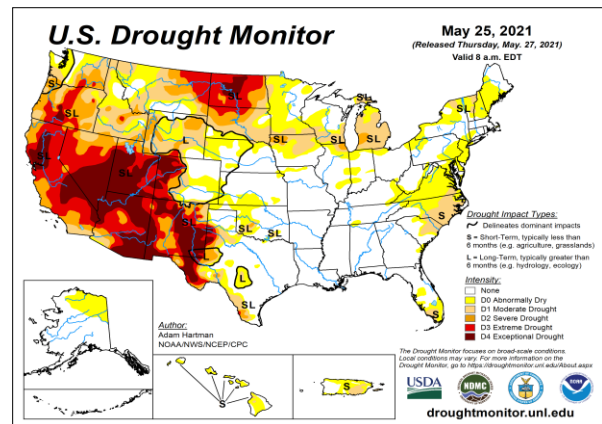 U.S. Drought Monitor
May 25, 2021
(Released Thursday, May. 27, 2021)
Valid 8 a.m. EDT
S
SL
SL
SL
SL
L
SL
SL
SL
SL
SL
SL
SL
SL
L
SL
S
S
Drought Impact Types:
Delineates dominant impacts
S = Short-Term, typically less than
6 months (e.g. agriculture, grasslands)
L = Long-Term, typically greater than
6 months (e.g. hydrology, ecology)
Intensity:
None
D0 Abnormally Dry
D1 Moderate Drought
D2 Severe Drought
D3 Extreme Drought
D4 Exceptional Drought
Author:
Adam Hartman
NOAA/NWS/NCEP/CPC
S
S
The Drought Monitor focuses on broad-scale conditions.
Local conditions may vary. For more information on the
Drought Monitor, go to https://droughtmonitor.unl.edu/About.aspx
USDA
NDMC
NOAA
droughtmonitor.unl.edu